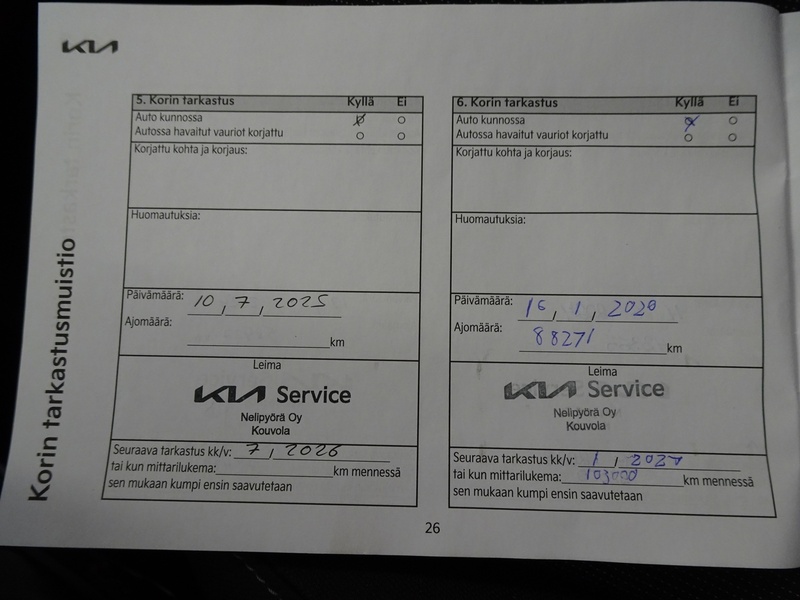 KIA
Korin tarkastusmuistio
5. Korin tarkastus Kyllä Ei
Auto kunnossa
Autossa havaitut vauriot korjattu
Korjattu kohta ja korjaus:
Huomautuksia:
Päivämäärä: 10, 7, 2025
Ajomäärä: km
Leima
KIA Service
Nelipyörä Oy
Kouvola
Seuraava tarkastus kk/v: 7, 2026
tai kun mittarilukema: km mennessä
sen mukaan kumpi ensin saavutetaan
6. Korin tarkastus Kyllä Ei
Auto kunnossa
Autossa havaitut vauriot korjattu
Korjattu kohta ja korjaus:
Huomautuksia:
Päivämäärä: 16, 1, 2026
Ajomäärä: 88271 km
Leima
KIA Service
Nelipyörä Oy
Kouvola
Seuraava tarkastus kk/v: 1, 2027
tai kun mittarilukema: 103000 km mennessä
sen mukaan kumpi ensin saavutetaan
26